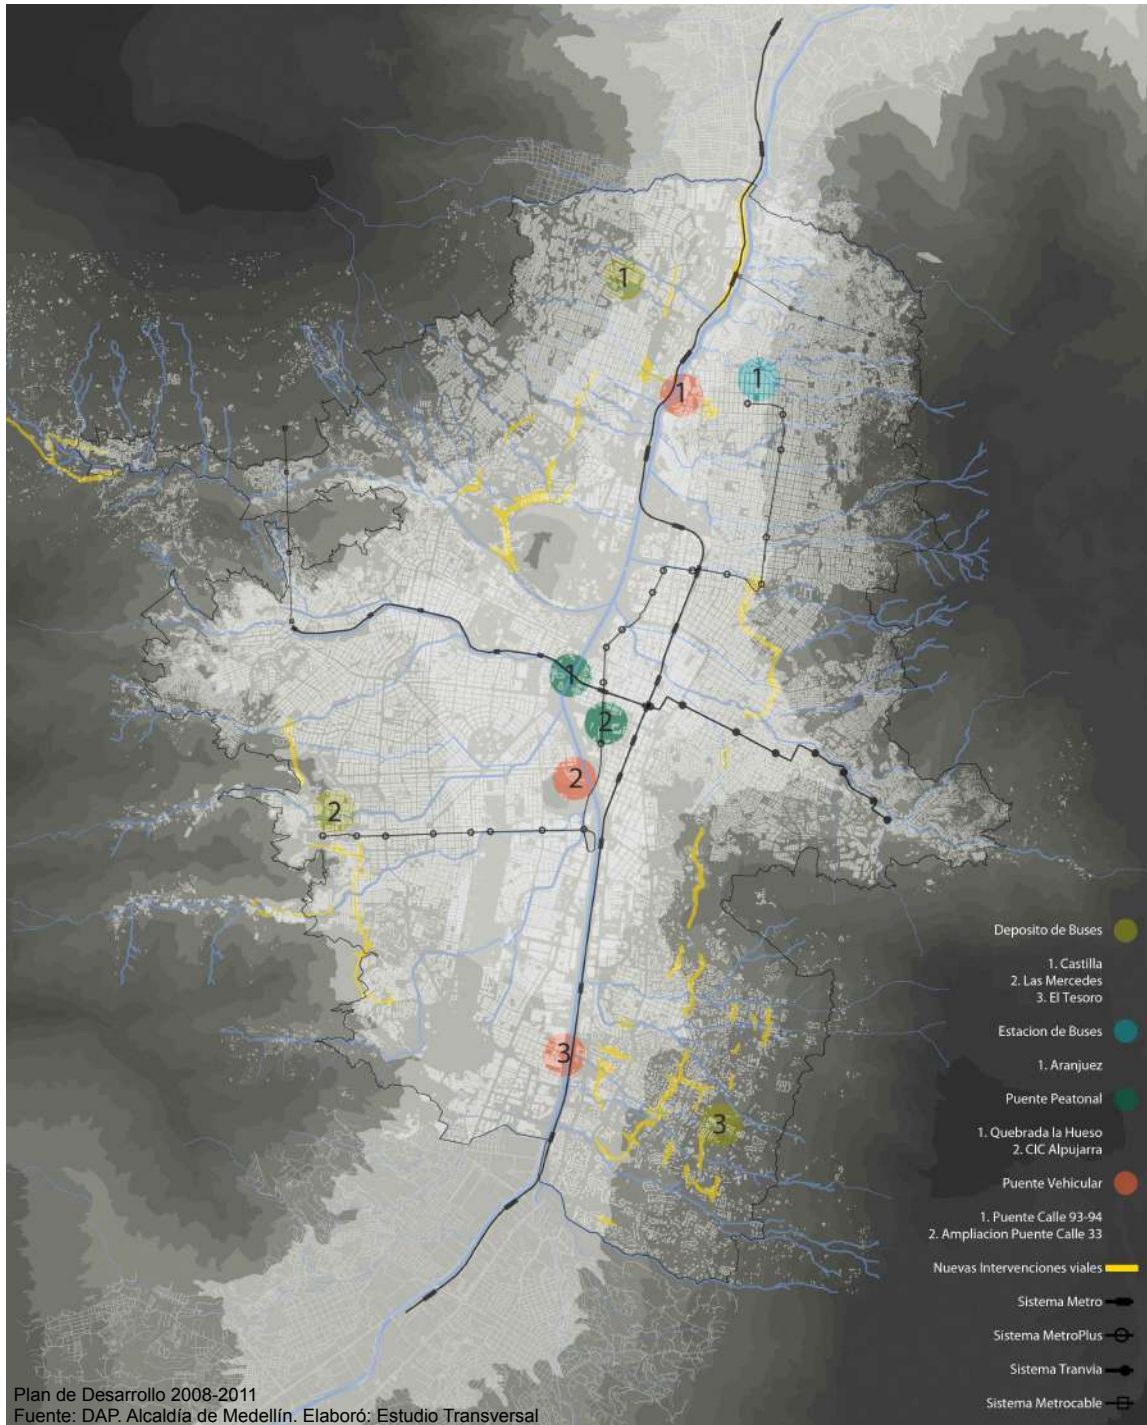 1
1
1
1
2
2
2
3
3
Deposito de Buses
1. Castilla
2. Las Mercedes
3. El Tesoro
Estacion de Buses
1. Aranjuez
Puente Peatonal
1. Quebrada la Hueso
2. CIC Alpujarra
Puente Vehicular
1. Puente Calle 93-94
2. Ampliacion Puente Calle 33
Nuevas Intervenciones viales
Sistema Metro
Sistema MetroPlus
Sistema Tranvia
Sistema Metrocable
Plan de Desarrollo 2008-2011
Fuente: DAP. Alcaldía de Medellín. Elaboró: Estudio Transversal